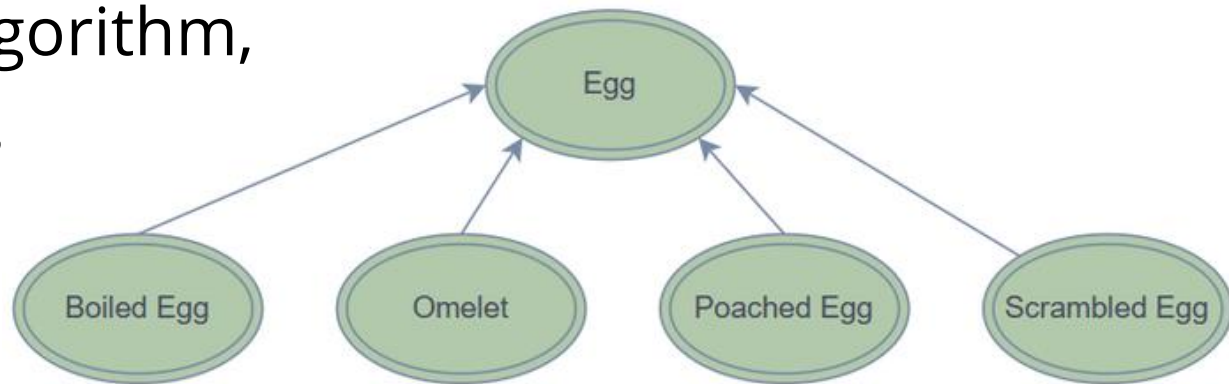 gorithm,
Egg
Boiled Egg
Omelet
Poached Egg
Scrambled Egg